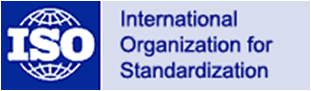 ISO
International
Organization for
Standardization